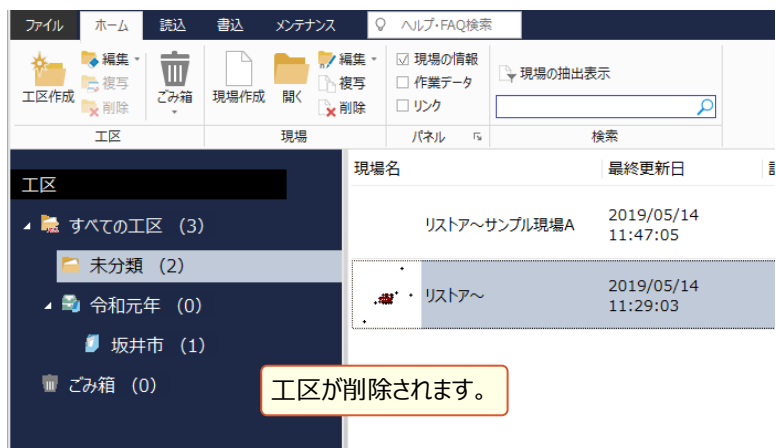 ファイル ホーム 読込 書込 メンテナンス ヘルプ・FAQ検索
工区作成 編集 複写 削除 ごみ箱 現場作成 開く 編集 複写 削除 現場の情報 作業データ リンク 現場の抽出表示
工区 現場 パネル 検索
工区
すべての工区 (3)
未分類 (2)
令和元年 (0)
坂井市 (1)
ごみ箱 (0)
現場名 最終更新日
リストア～サンプル現場A 2019/05/14
11:47:05
リストア～ 2019/05/14
11:29:03
工区が削除されます。